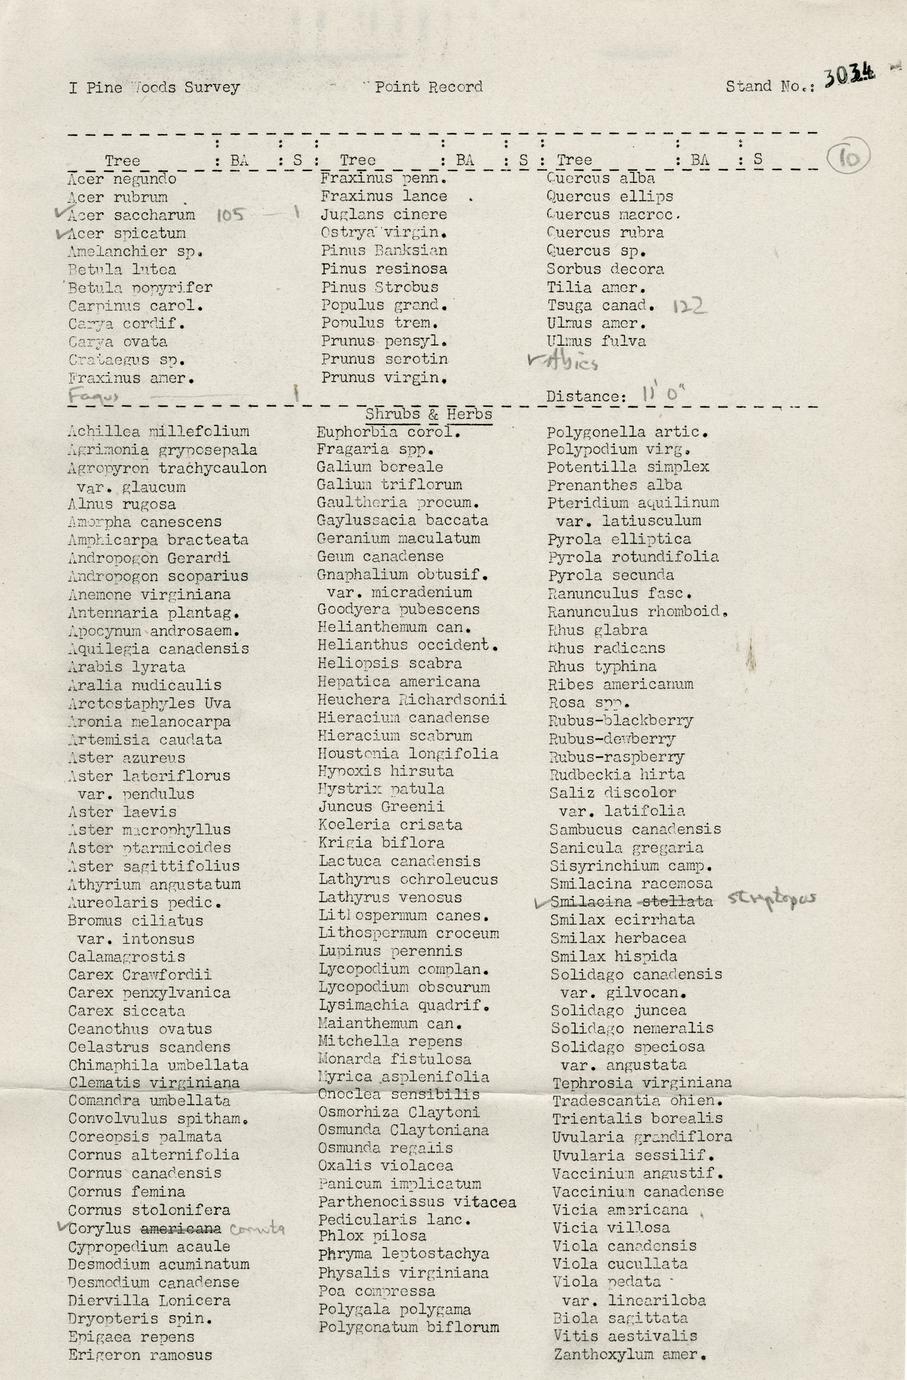 I Pine Woods Survey Point Record Stand No.: 3034
10
Tree : BA : S : Tree : BA : S : Tree : BA : S
Acer negundo
Acer rubrum
✓Acer saccharum 105 — 1
✓Acer spicatum
Amelanchier sp.
Betula lutea
Betula papyrifer
Carpinus carol.
Carya cordif.
Carya ovata
Crataegus sp.
Fraxinus amer.
Fagus — 1
Fraxinus penn.
Fraxinus lance
Juglans cinere
Ostrya virgin.
Pinus Banksian
Pinus resinosa
Pinus Strobus
Populus grand.
Populus trem.
Prunus pensyl.
Prunus serotin
Prunus virgin.
Quercus alba
Quercus ellips
Quercus macroc.
Quercus rubra
Quercus sp.
Sorbus decora
Tilia amer.
Tsuga canad. 122
Ulmus amer.
Ulmus fulva
✓Abies
Distance: 11' 0"
Shrubs & Herbs
Achillea millefolium
Agrimonia gryposepala
Agropyron trachycaulon
var. glaucum
Alnus rugosa
Amorpha canescens
Amphicarpa bracteata
Andropogon Gerardi
Andropogon scoparius
Anemone virginiana
Antennaria plantag.
Apocynum androsaem.
Aquilegia canadensis
Arabis lyrata
Aralia nudicaulis
Arctostaphyles Uva
Aronia melanocarpa
Artemisia caudata
Aster azureus
Aster lateriflorus
var. pendulus
Aster laevis
Aster macrophyllus
Aster ptarmicoides
Aster sagittifolius
Athyrium angustatum
Aureolaris pedic.
Bromus ciliatus
var. intonsus
Calamagrostis
Carex Crawfordii
Carex penxylvanica
Carex siccata
Ceanothus ovatus
Celastrus scandens
Chimaphila umbellata
Clematis virginiana
Comandra umbellata
Convolvulus spitham.
Coreopsis palmata
Cornus alternifolia
Cornus canadensis
Cornus femina
Cornus stolonifera
✓Corylus americana cornuta
Cypropedium acaule
Desmodium acuminatum
Desmodium canadense
Diervilla Lonicera
Dryopteris spin.
Epigaea repens
Erigeron ramosus
Euphorbia corol.
Fragaria spp.
Galium boreale
Galium triflorum
Gaultheria procum.
Gaylussacia baccata
Geranium maculatum
Geum canadense
Gnaphalium obtusif.
var. micradenium
Goodyera pubescens
Helianthemum can.
Helianthus occident.
Heliopsis scabra
Hepatica americana
Heuchera Richardsonii
Hieracium canadense
Hieracium scabrum
Houstonia longifolia
Hypoxis hirsuta
Hystrix patula
Juncus Greenii
Koeleria crisata
Krigia biflora
Lactuca canadensis
Lathyrus ochroleucus
Lathyrus venosus
Lithospermum canes.
Lithospermum croceum
Lupinus perennis
Lycopodium complan.
Lycopodium obscurum
Lysimachia quadrif.
Maianthemum can.
Mitchella repens
Monarda fistulosa
Myrica asplenifolia
Onoclea sensibilis
Osmorhiza Claytoni
Osmunda Claytoniana
Osmunda regalis
Oxalis violacea
Panicum implicatum
Parthenocissus vitacea
Pedicularis lanc.
Phlox pilosa
Phryma leptostachya
Physalis virginiana
Poa compressa
Polygala polygama
Polygonatum biflorum
Polygonella artic.
Polypodium virg.
Potentilla simplex
Prenanthes alba
Pteridium aquilinum
var. latiusculum
Pyrola elliptica
Pyrola rotundifolia
Pyrola secunda
Ranunculus fasc.
Ranunculus rhomboid.
Rhus glabra
Rhus radicans
Rhus typhina
Ribes americanum
Rosa spp.
Rubus-blackberry
Rubus-dewberry
Rubus-raspberry
Rudbeckia hirta
Saliz discolor
var. latifolia
Sambucus canadensis
Sanicula gregaria
Sisyrinchium camp.
Smilacina racemosa
✓Smilacina stellata streptopus
Smilax ecirrhata
Smilax herbacea
Smilax hispida
Solidago canadensis
var. gilvocan.
Solidago juncea
Solidago nemeralis
Solidago speciosa
var. angustata
Tephrosia virginiana
Tradescantia ohien.
Trientalis borealis
Uvularia grandiflora
Uvularia sessilif.
Vaccinium angustif.
Vaccinium canadense
Vicia americana
Vicia villosa
Viola canadensis
Viola cucullata
Viola pedata
var. lineariloba
Biola sagittata
Vitis aestivalis
Zanthoxylum amer.